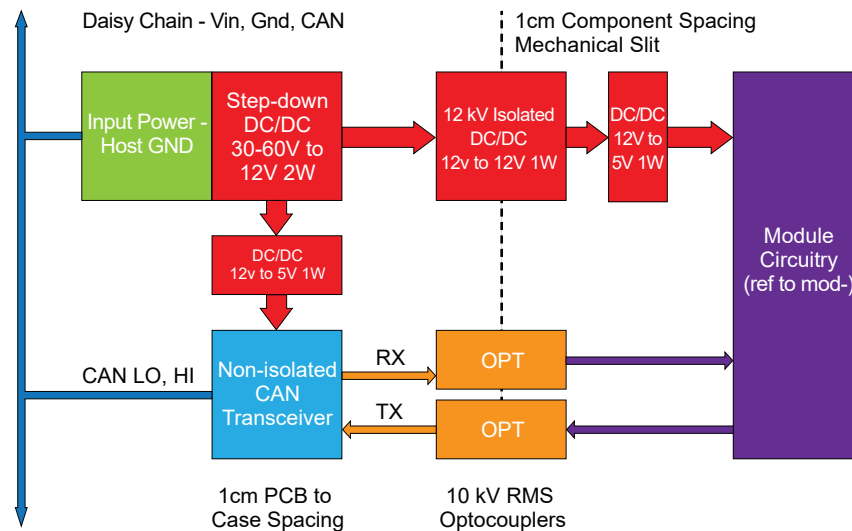 Daisy Chain - Vin, Gnd, CAN
1cm Component Spacing
Mechanical Slit
Input Power -
Host GND
Step-down
DC/DC
30-60V to
12V 2W
12 kV Isolated
DC/DC
12v to 12V 1W
DC/DC
12V to
5V 1W
Module
Circuitry
(ref to mod-)
DC/DC
12v to 5V 1W
CAN LO, HI
Non-isolated
CAN
Transceiver
RX
OPT
TX
OPT
1cm PCB to
Case Spacing
10 kV RMS
Optocouplers